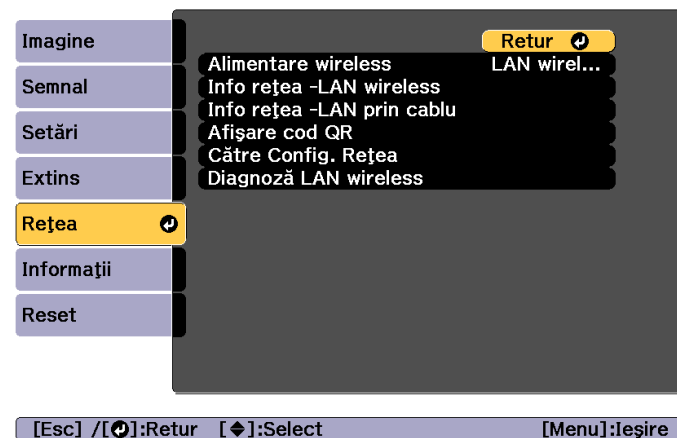 Imagine
Semnal
Setări
Extins
Reţea
Informaţii
Reset
Retur
Alimentare wireless LAN wirel...
Info reţea -LAN wireless
Info reţea -LAN prin cablu
Afişare cod QR
Către Config. Reţea
Diagnoză LAN wireless
[Esc] /[ ]:Retur [ ]:Select [Menu]:Ieşire